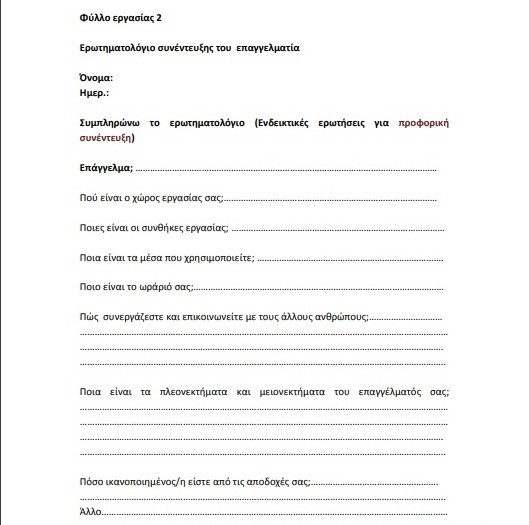 Φύλλο εργασίας 2
Ερωτηματολόγιο συνέντευξης του επαγγελματία
Όνομα:
Ημερ.:
Συμπληρώνω το ερωτηματολόγιο (Ενδεικτικές ερωτήσεις για προφορική
συνέντευξη)
Επάγγελμα; ……………………………………………………………………………………
Πού είναι ο χώρος εργασίας σας;……………………………………………………………
Ποιες είναι οι συνθήκες εργασίας; ……………………………………………………………
Ποια είναι τα μέσα που χρησιμοποιείτε; ……………………………………………………
Ποιο είναι το ωράριό σας;……………………………………………………………………
Πώς συνεργάζεστε και επικοινωνείτε με τους άλλους ανθρώπους;……………………
……………………………………………………………………………………………………
……………………………………………………………………………………………………
……………………………………………………………………………………………………
Ποια είναι τα πλεονεκτήματα και μειονεκτήματα του επαγγέλματός σας;
……………………………………………………………………………………………………
……………………………………………………………………………………………………
……………………………………………………………………………………………………
……………………………………………………………………………………………………
Πόσο ικανοποιημένος/η είστε από τις αποδοχές σας;……………………………………
……………………………………………………………………………………………………
Άλλο………………………………………………………………………………………………